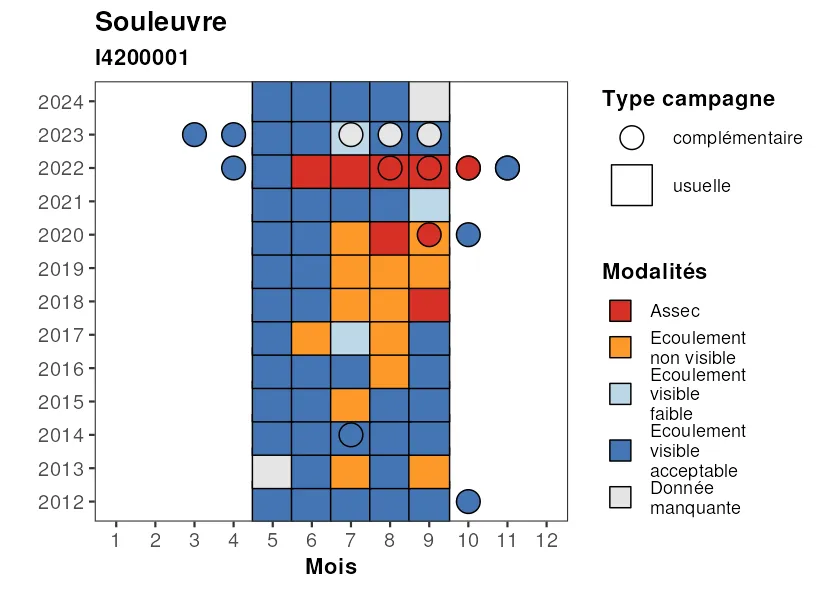 Souleuvre
I4200001
2024
2023
2022
2021
2020
2019
2018
2017
2016
2015
2014
2013
2012
1 2 3 4 5 6 7 8 9 10 11 12
Mois
Type campagne
complémentaire
usuelle
Modalités
Assec
Ecoulement
non visible
Ecoulement
visible
faible
Ecoulement
visible
acceptable
Donnée
manquante